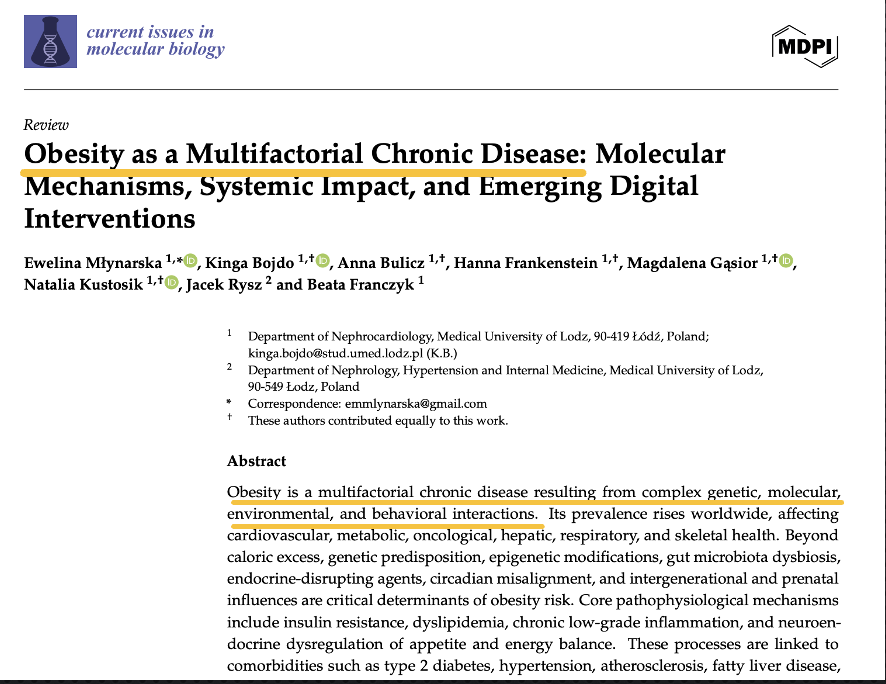 current issues in
molecular biology
MDPI
Review
Obesity as a Multifactorial Chronic Disease: Molecular
Mechanisms, Systemic Impact, and Emerging Digital
Interventions
Ewelina Młynarska 1,* iD, Kinga Bojdo 1,† iD, Anna Bulicz 1,†, Hanna Frankenstein 1,†, Magdalena Gąsior 1,† iD,
Natalia Kustosik 1,† iD, Jacek Rysz 2 and Beata Franczyk 1
1 Department of Nephrocardiology, Medical University of Lodz, 90-419 Łódź, Poland;
kinga.bojdo@stud.umed.lodz.pl (K.B.)
2 Department of Nephrology, Hypertension and Internal Medicine, Medical University of Lodz,
90-549 Łodz, Poland
* Correspondence: emmlynarska@gmail.com
† These authors contributed equally to this work.
Abstract
Obesity is a multifactorial chronic disease resulting from complex genetic, molecular,
environmental, and behavioral interactions. Its prevalence rises worldwide, affecting
cardiovascular, metabolic, oncological, hepatic, respiratory, and skeletal health. Beyond
caloric excess, genetic predisposition, epigenetic modifications, gut microbiota dysbiosis,
endocrine-disrupting agents, circadian misalignment, and intergenerational and prenatal
influences are critical determinants of obesity risk. Core pathophysiological mechanisms
include insulin resistance, dyslipidemia, chronic low-grade inflammation, and neuroen-
docrine dysregulation of appetite and energy balance. These processes are linked to
comorbidities such as type 2 diabetes, hypertension, atherosclerosis, fatty liver disease,